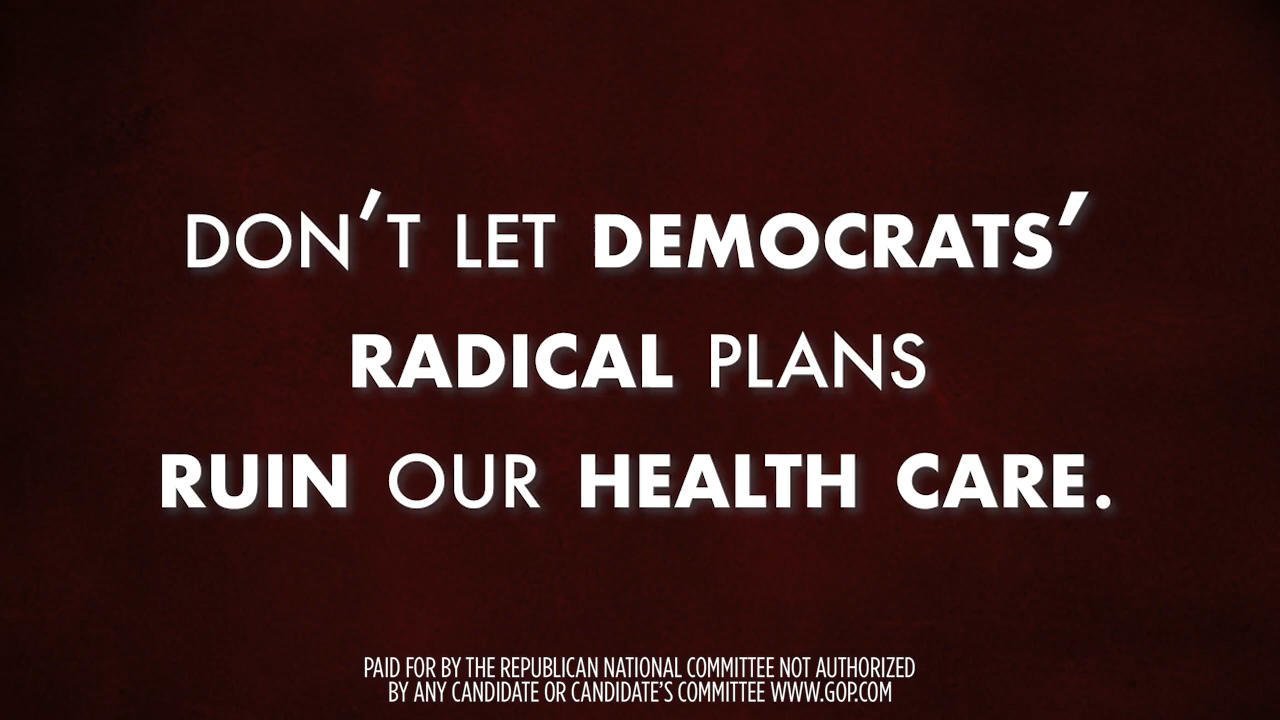 DON'T LET DEMOCRATS'
RADICAL PLANS
RUIN OUR HEALTH CARE.
PAID FOR BY THE REPUBLICAN NATIONAL COMMITTEE NOT AUTHORIZED
BY ANY CANDIDATE OR CANDIDATE'S COMMITTEE WWW.GOP.COM